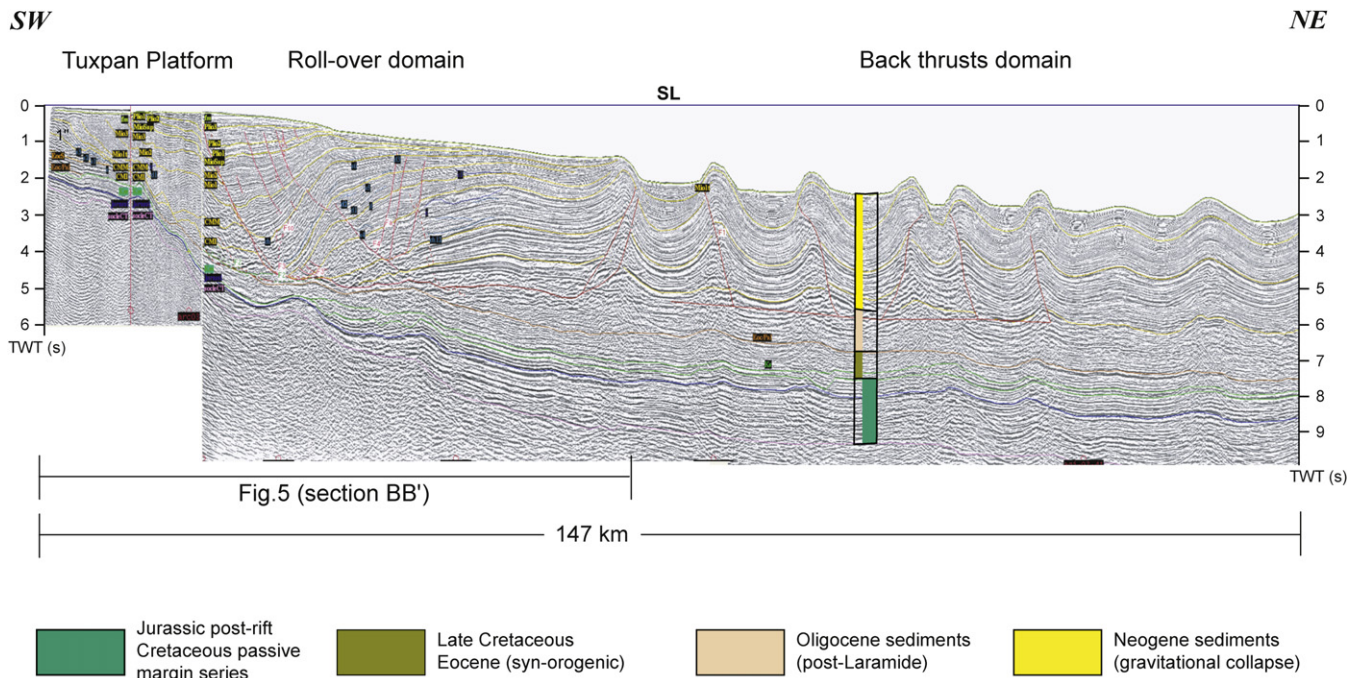 SW
NE
Tuxpan Platform
Roll-over domain
Back thrusts domain
SL
0
1
2
3
4
5
6
TWT (s)
1"
0
1
2
3
4
5
6
7
8
9
TWT (s)
Fig.5 (section BB')
147 km
Jurassic post-rift
Cretaceous passive
margin series
Late Cretaceous
Eocene (syn-orogenic)
Oligocene sediments
(post-Laramide)
Neogene sediments
(gravitational collapse)